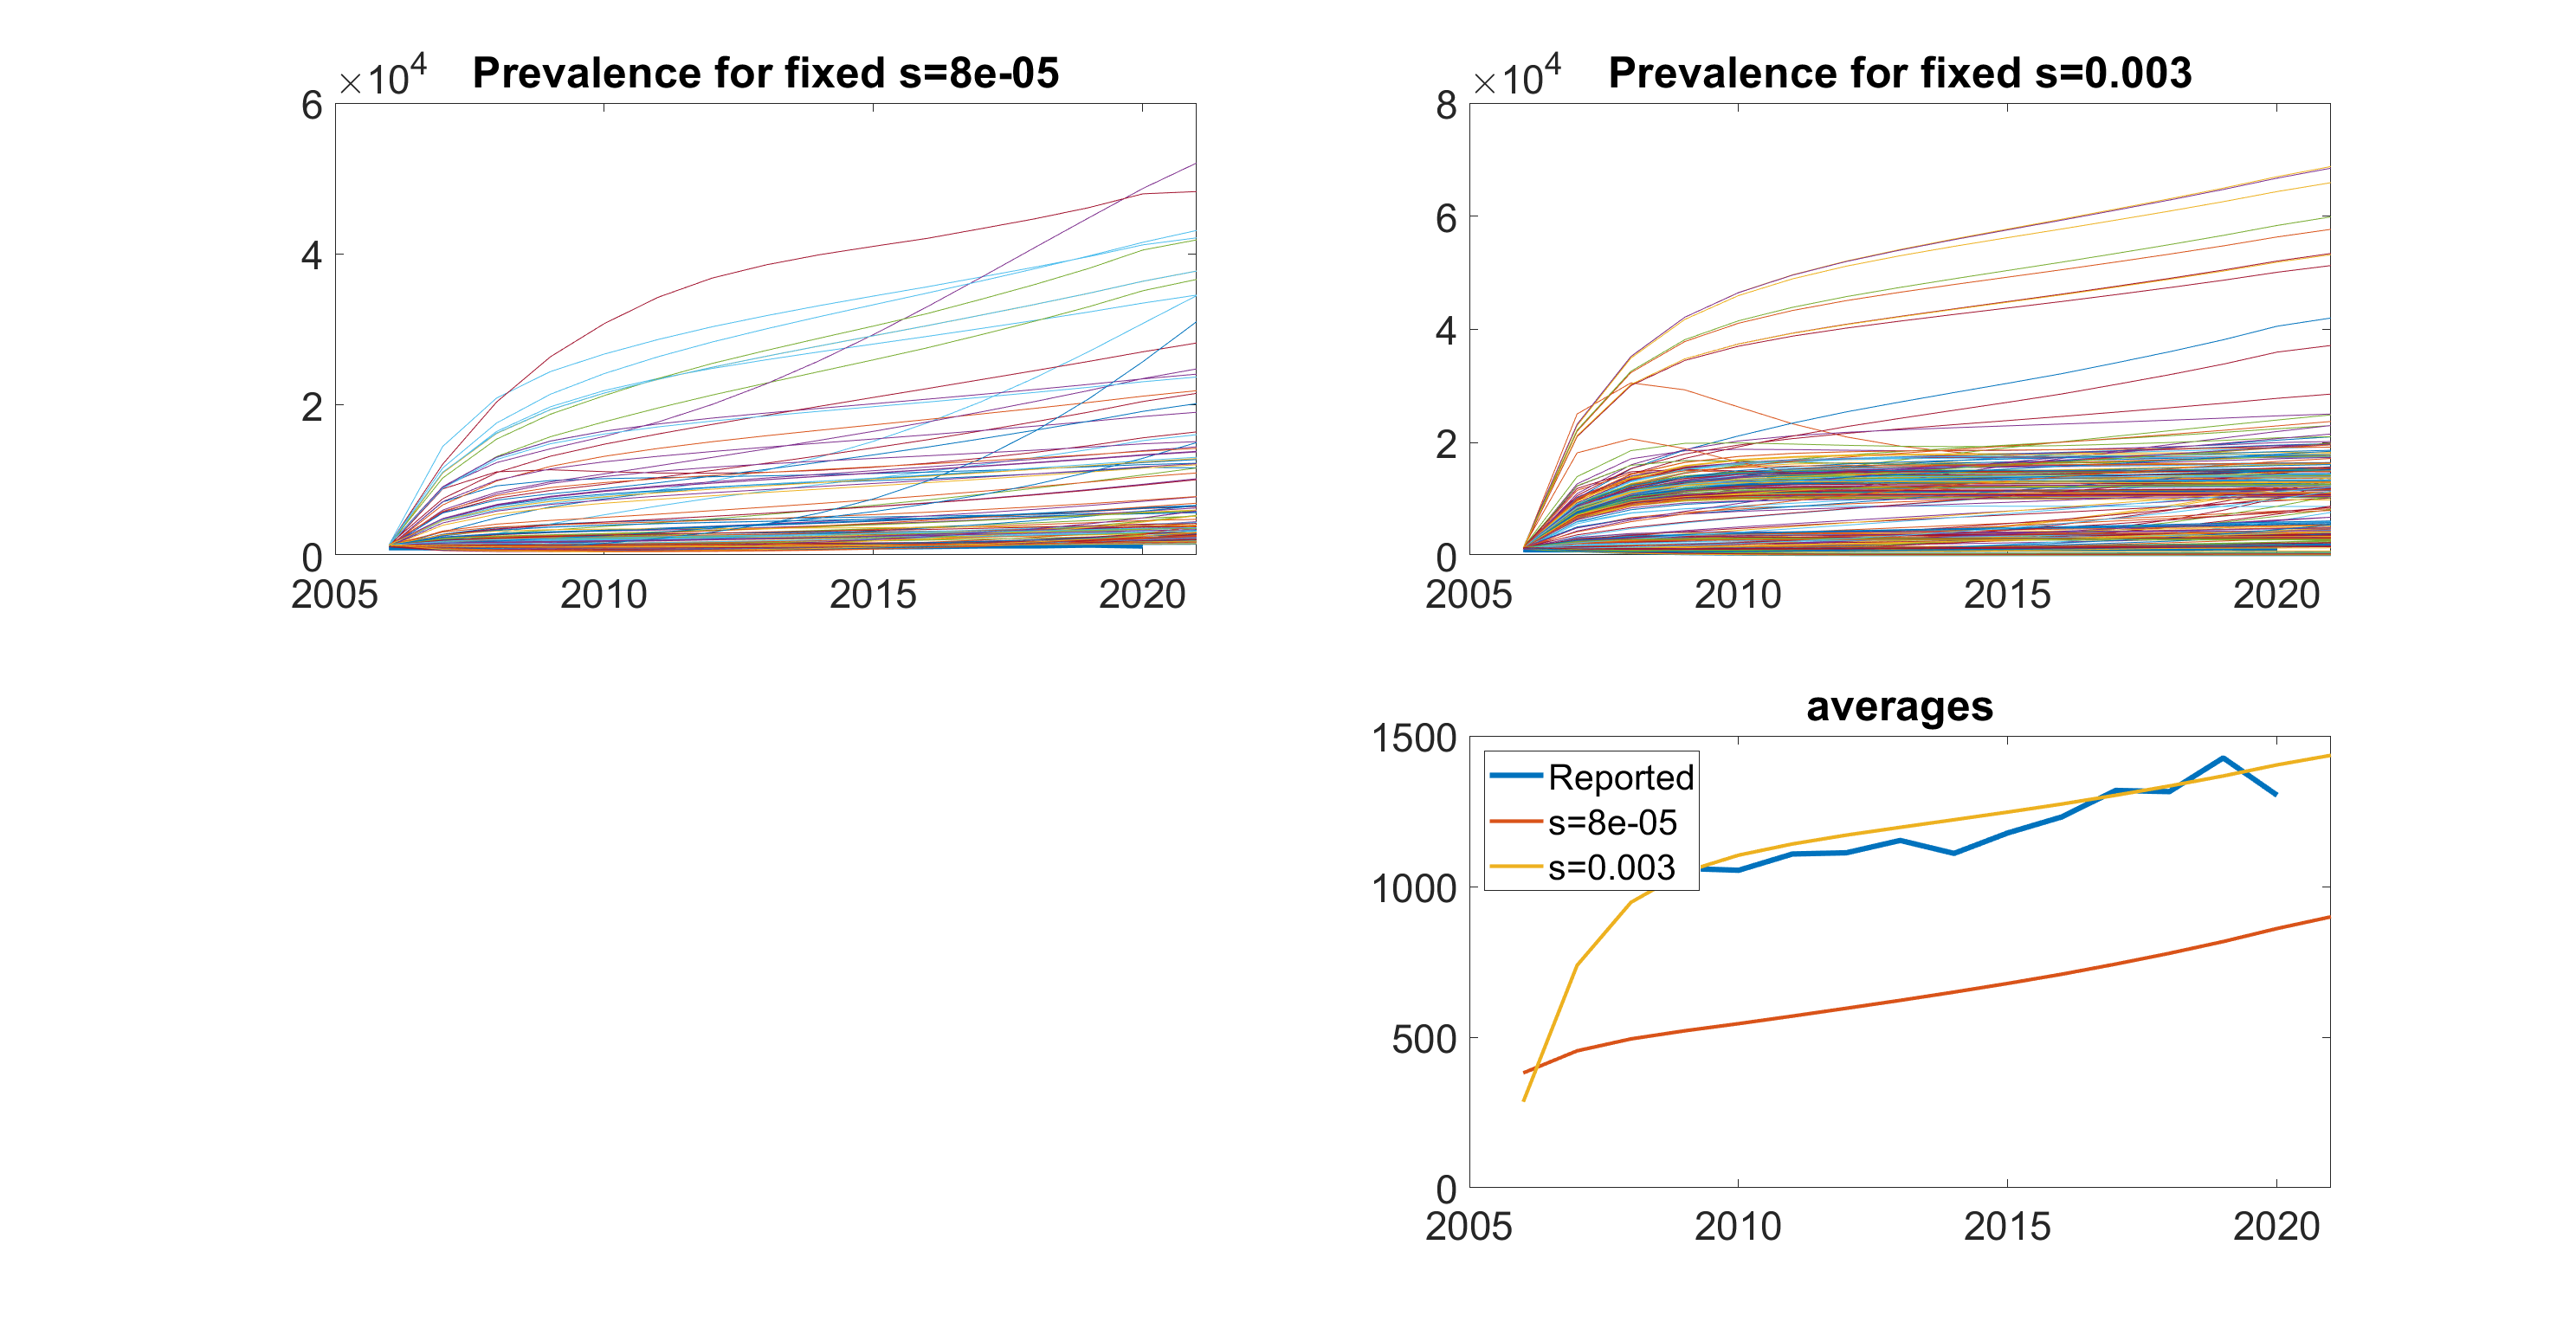 Prevalence for fixed s=8e-05
×10^4
6
4
2
0
2005 2010 2015 2020
Prevalence for fixed s=0.003
×10^4
8
6
4
2
0
2005 2010 2015 2020
averages
1500
1000
500
0
Reported
s=8e-05
s=0.003
2005 2010 2015 2020